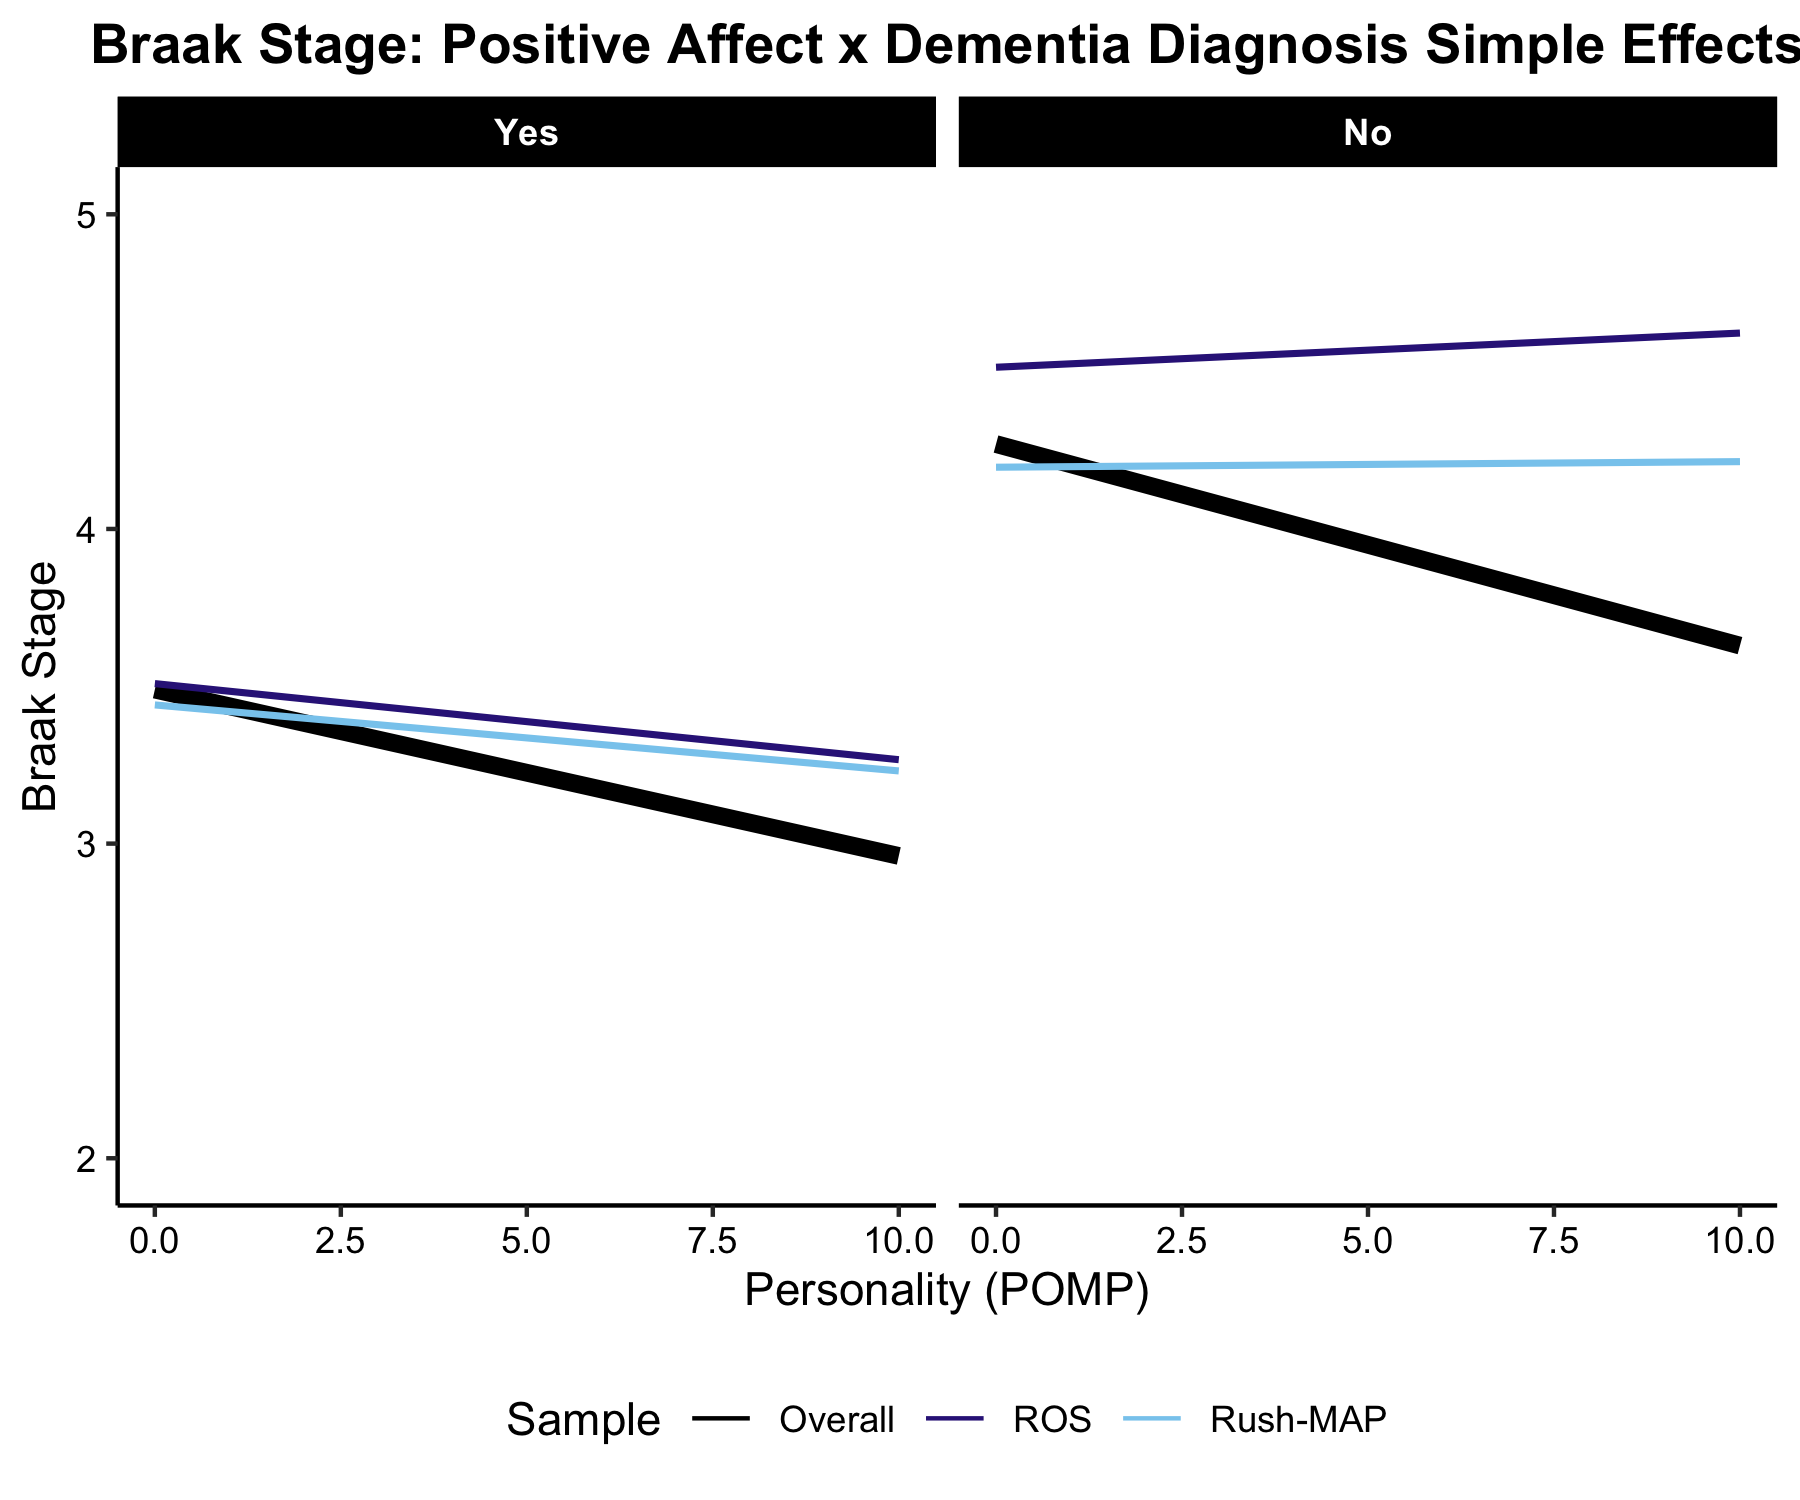 Braak Stage: Positive Affect x Dementia Diagnosis Simple Effects
Yes
No
5
4
3
2
Braak Stage
0.0 2.5 5.0 7.5 10.0 0.0 2.5 5.0 7.5 10.0
Personality (POMP)
Sample Overall ROS Rush-MAP